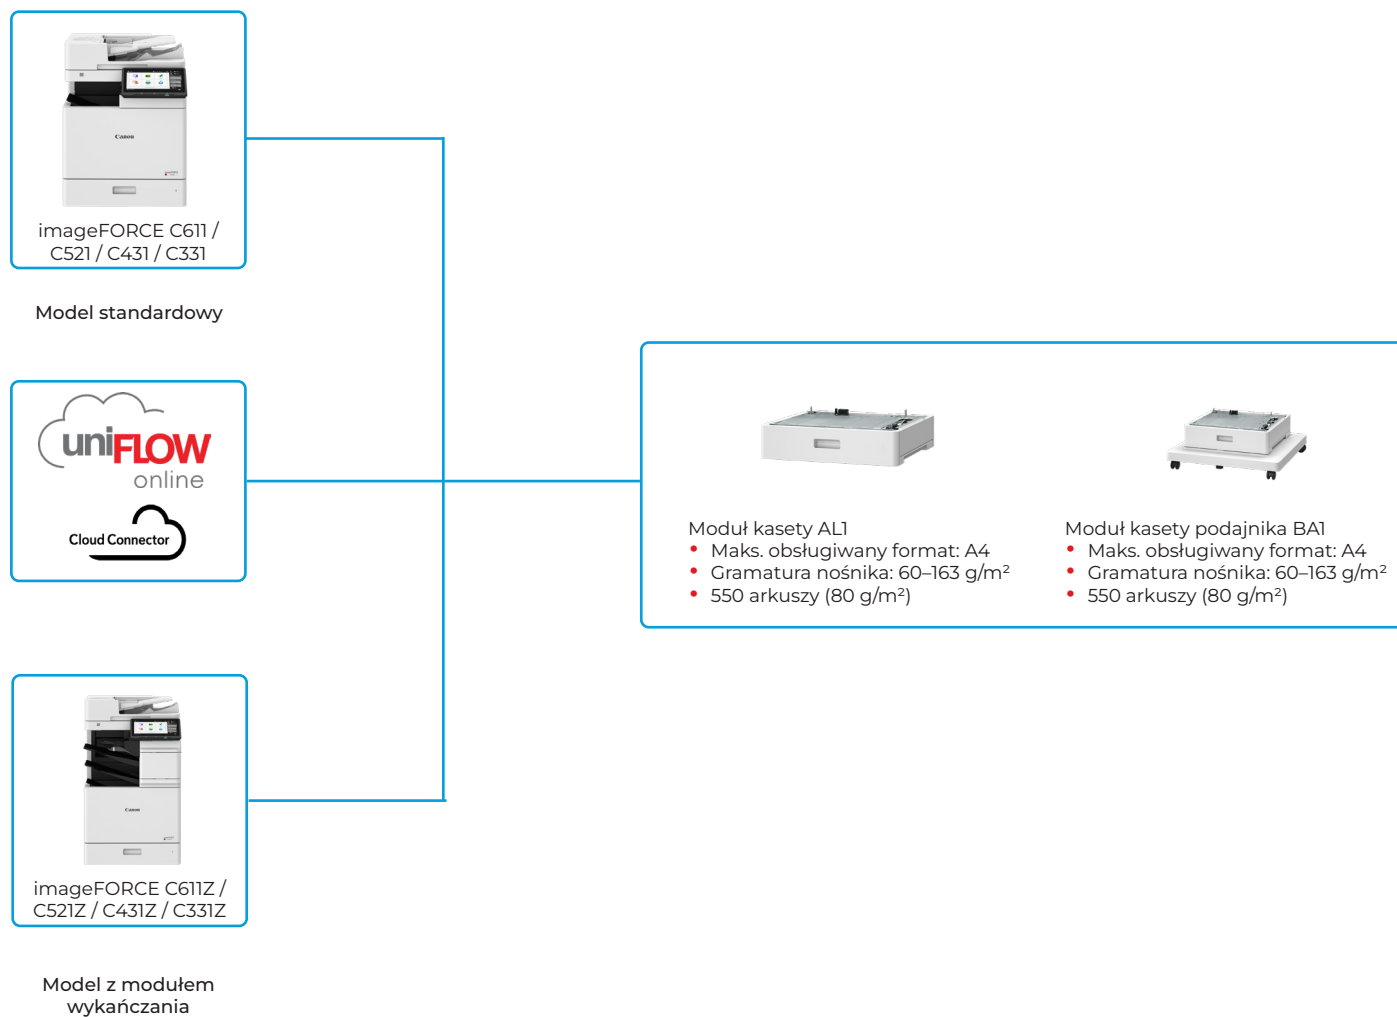 Canon
imageFORCE C611 /
C521 / C431 / C331
Model standardowy
uniFLOW
online
Cloud Connector
Canon
imageFORCE C611Z /
C521Z / C431Z / C331Z
Model z modułem
wykańczania
Moduł kasety AL1
• Maks. obsługiwany format: A4
• Gramatura nośnika: 60–163 g/m²
• 550 arkuszy (80 g/m²)
Moduł kasety podajnika BA1
• Maks. obsługiwany format: A4
• Gramatura nośnika: 60–163 g/m²
• 550 arkuszy (80 g/m²)